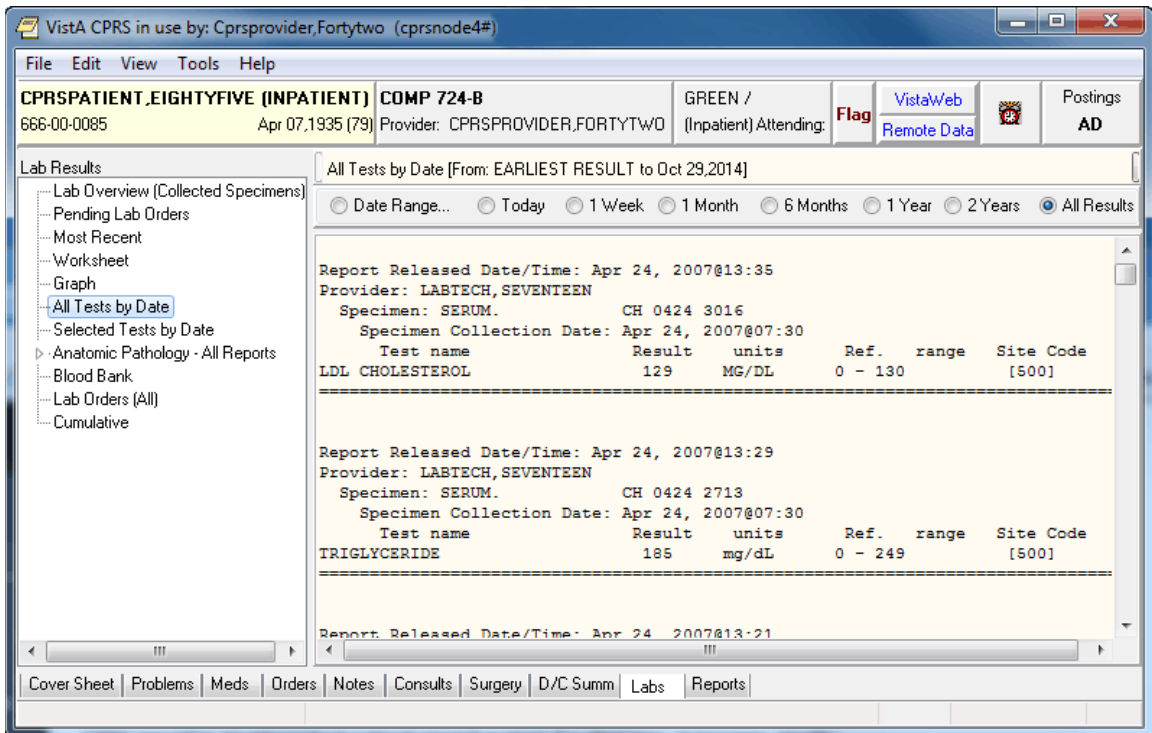 VistA CPRS in use by: Cprsprovider,Fortytwo (cprsnode4#)
File Edit View Tools Help
CPRSPATIENT,EIGHTYFIVE (INPATIENT) COMP 724-B GREEN / Flag VistaWeb Postings
666-00-0085 Apr 07,1935 (79) Provider: CPRSPROVIDER,FORTYTWO (Inpatient) Attending: Remote Data AD
Lab Results
Lab Overview (Collected Specimens)
Pending Lab Orders
Most Recent
Worksheet
Graph
All Tests by Date
Selected Tests by Date
Anatomic Pathology - All Reports
Blood Bank
Lab Orders (All)
Cumulative
All Tests by Date [From: EARLIEST RESULT to Oct 29,2014]
Date Range... Today 1 Week 1 Month 6 Months 1 Year 2 Years All Results
Report Released Date/Time: Apr 24, 2007@13:35
Provider: LABTECH,SEVENTEEN
Specimen: SERUM. CH 0424 3016
Specimen Collection Date: Apr 24, 2007@07:30
Test name Result units Ref. range Site Code
LDL CHOLESTEROL 129 MG/DL 0 - 130 [500]
Report Released Date/Time: Apr 24, 2007@13:29
Provider: LABTECH,SEVENTEEN
Specimen: SERUM. CH 0424 2713
Specimen Collection Date: Apr 24, 2007@07:30
Test name Result units Ref. range Site Code
TRIGLYCERIDE 185 mg/dL 0 - 249 [500]
Report Released Date/Time: Apr 24, 2007@13:21
Cover Sheet Problems Meds Orders Notes Consults Surgery D/C Summ Labs Reports